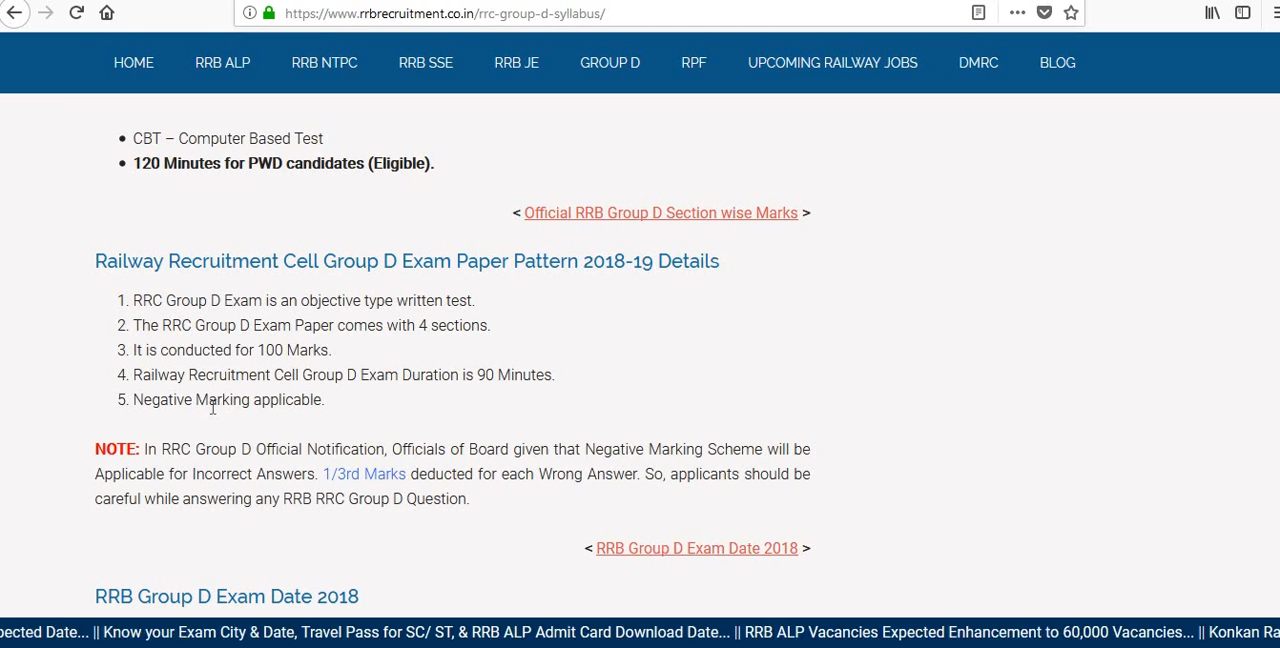 https://www.rrbrecruitment.co.in/rrc-group-d-syllabus/
HOME RRB ALP RRB NTPC RRB SSE RRB JE GROUP D RPF UPCOMING RAILWAY JOBS DMRC BLOG
• CBT – Computer Based Test
• 120 Minutes for PWD candidates (Eligible).
< Official RRB Group D Section wise Marks >
Railway Recruitment Cell Group D Exam Paper Pattern 2018-19 Details
1. RRC Group D Exam is an objective type written test.
2. The RRC Group D Exam Paper comes with 4 sections.
3. It is conducted for 100 Marks.
4. Railway Recruitment Cell Group D Exam Duration is 90 Minutes.
5. Negative Marking applicable.
NOTE: In RRC Group D Official Notification, Officials of Board given that Negative Marking Scheme will be
Applicable for Incorrect Answers. 1/3rd Marks deducted for each Wrong Answer. So, applicants should be
careful while answering any RRB RRC Group D Question.
< RRB Group D Exam Date 2018 >
RRB Group D Exam Date 2018
pected Date... || Know your Exam City & Date, Travel Pass for SC/ ST, & RRB ALP Admit Card Download Date... || RRB ALP Vacancies Expected Enhancement to 60,000 Vacancies... || Konkan Ra